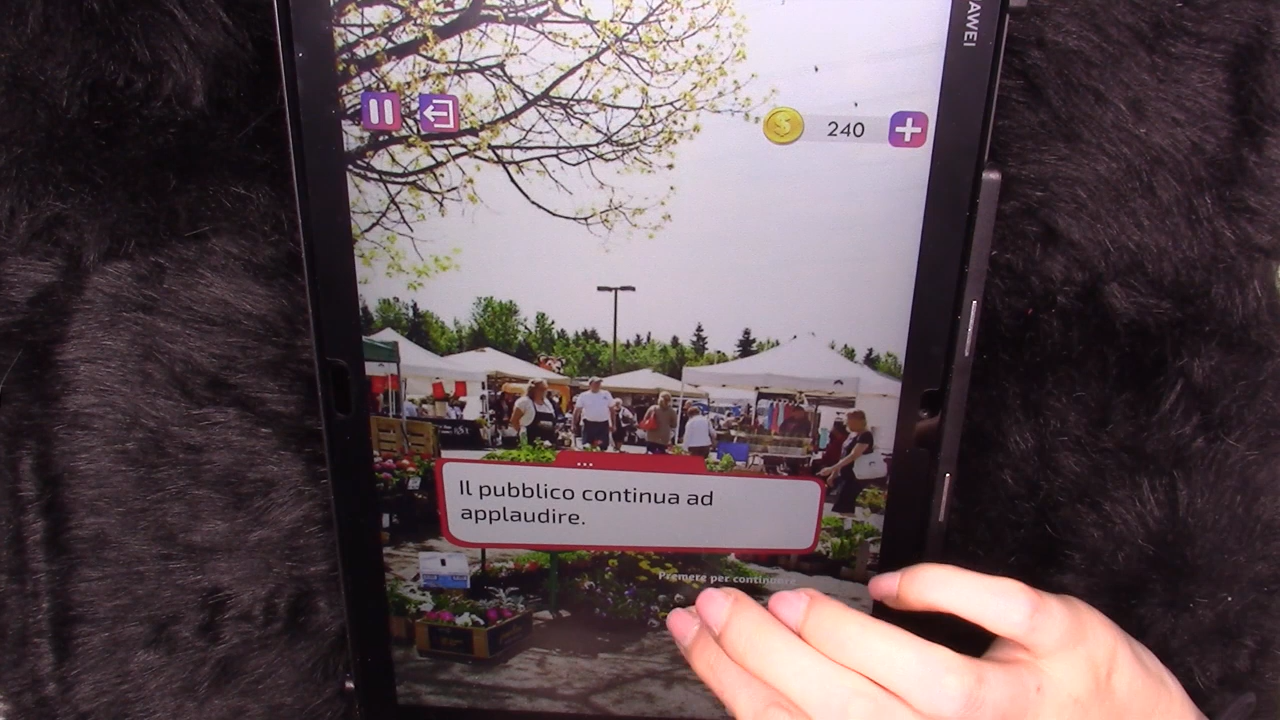 HUAWEI
240
...
Il pubblico continua ad
applaudire.
Premere per continuare